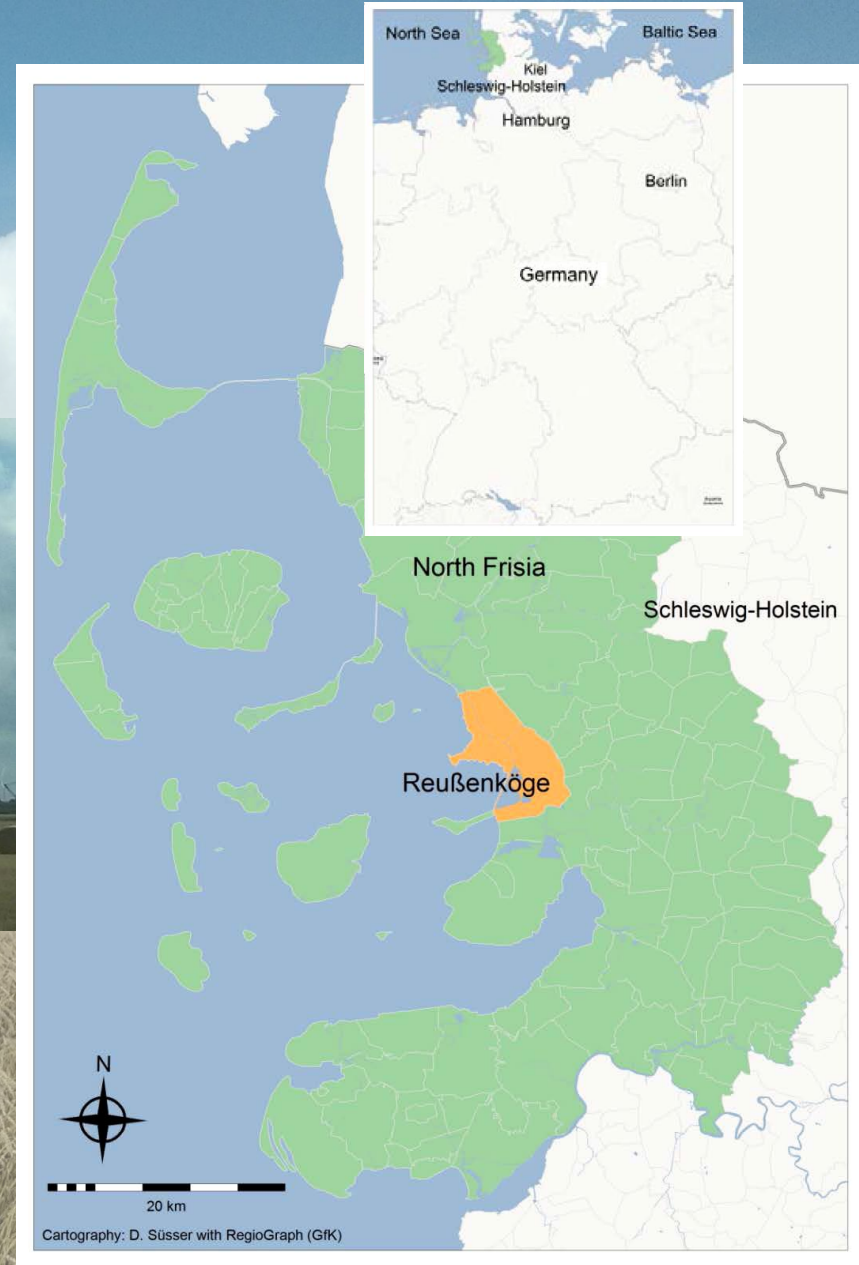 North Sea
Baltic Sea
Kiel
Schleswig-Holstein
Hamburg
Berlin
Germany
North Frisia
Schleswig-Holstein
Reußenköge
N
20 km
Cartography: D. Süsser with RegioGraph (GfK)